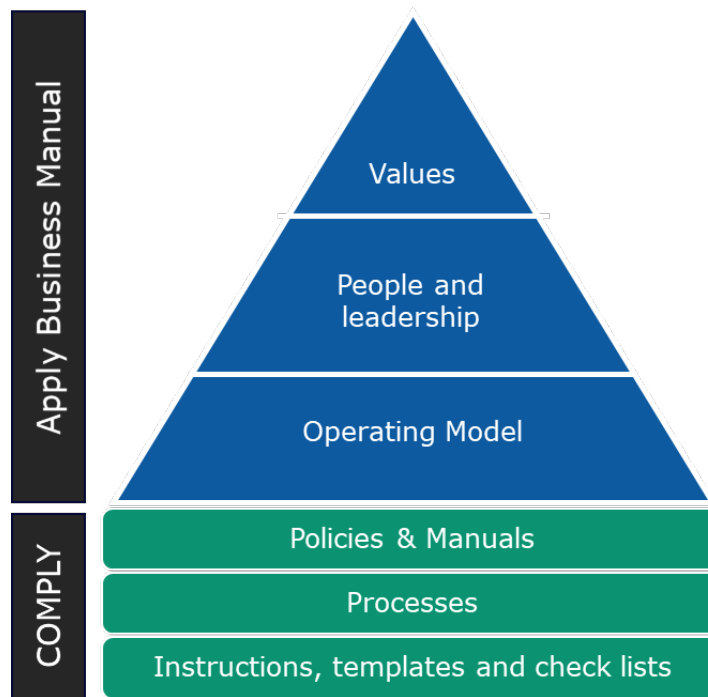 Apply Business Manual
Values
People and
leadership
Operating Model
COMPLY
Policies & Manuals
Processes
Instructions, templates and check lists